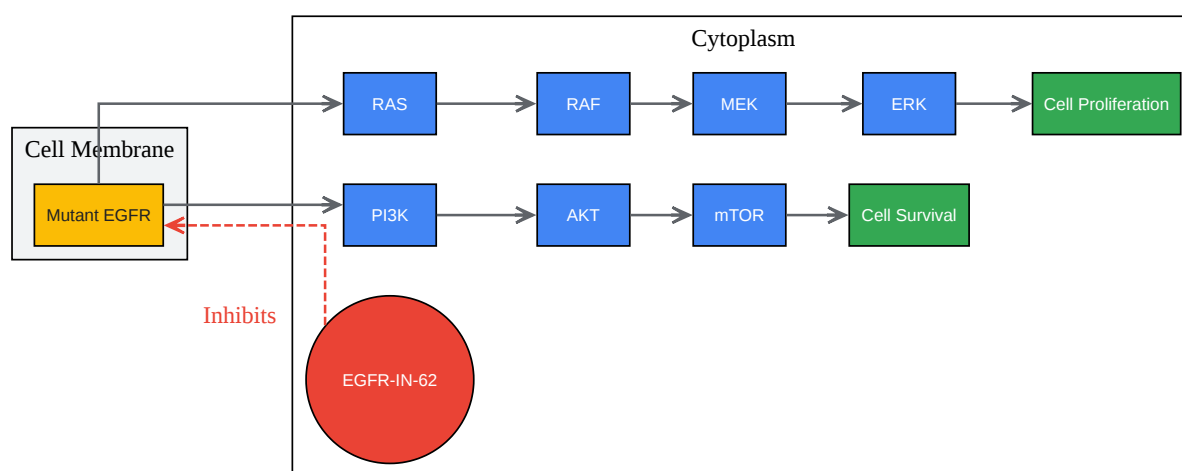 Cytoplasm
RAS
RAF
MEK
ERK
Cell Proliferation
Cell Membrane
Mutant EGFR
PI3K
AKT
mTOR
Cell Survival
Inhibits
EGFR-IN-62